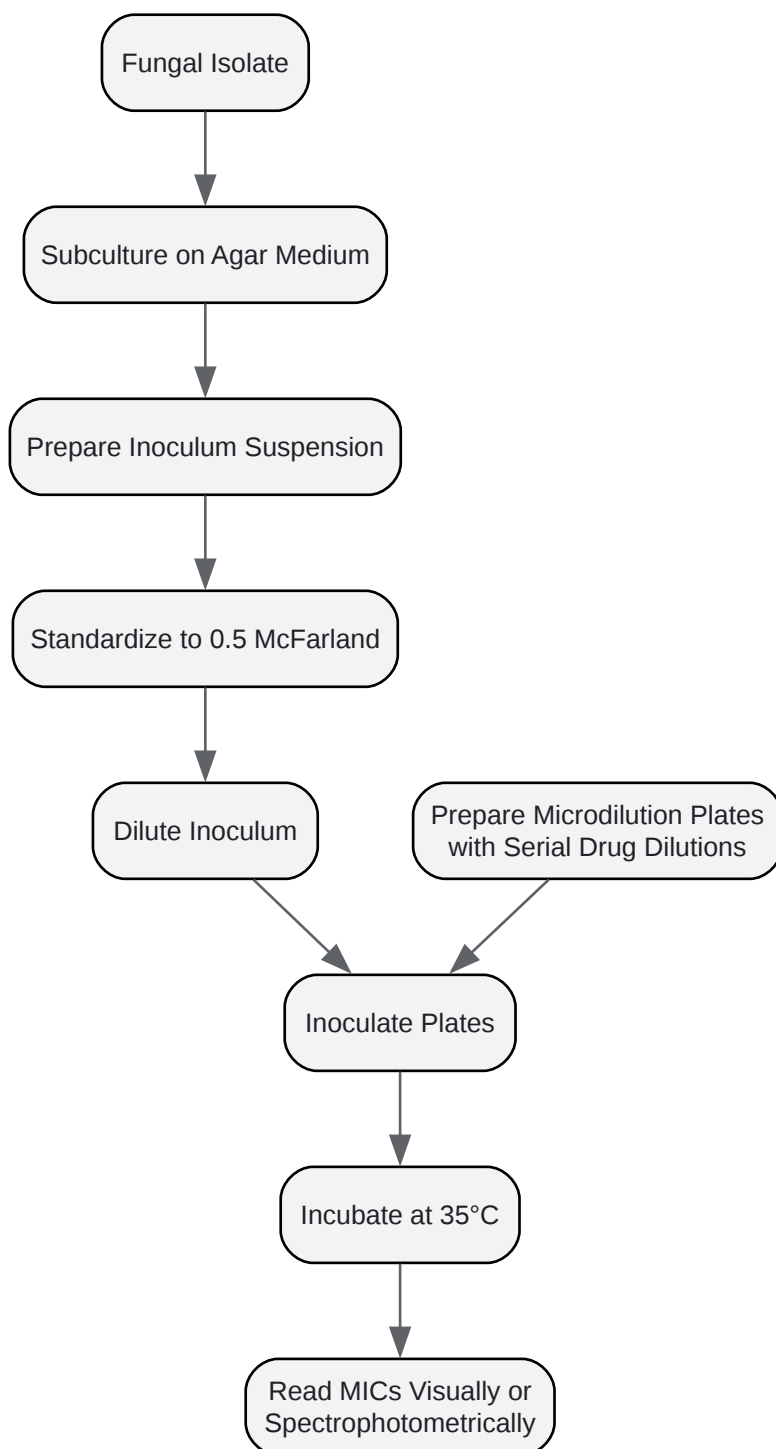 Fungal Isolate
Subculture on Agar Medium
Prepare Inoculum Suspension
Standardize to 0.5 McFarland
Dilute Inoculum
Prepare Microdilution Plates
with Serial Drug Dilutions
Inoculate Plates
Incubate at 35°C
Read MICs Visually or
Spectrophotometrically